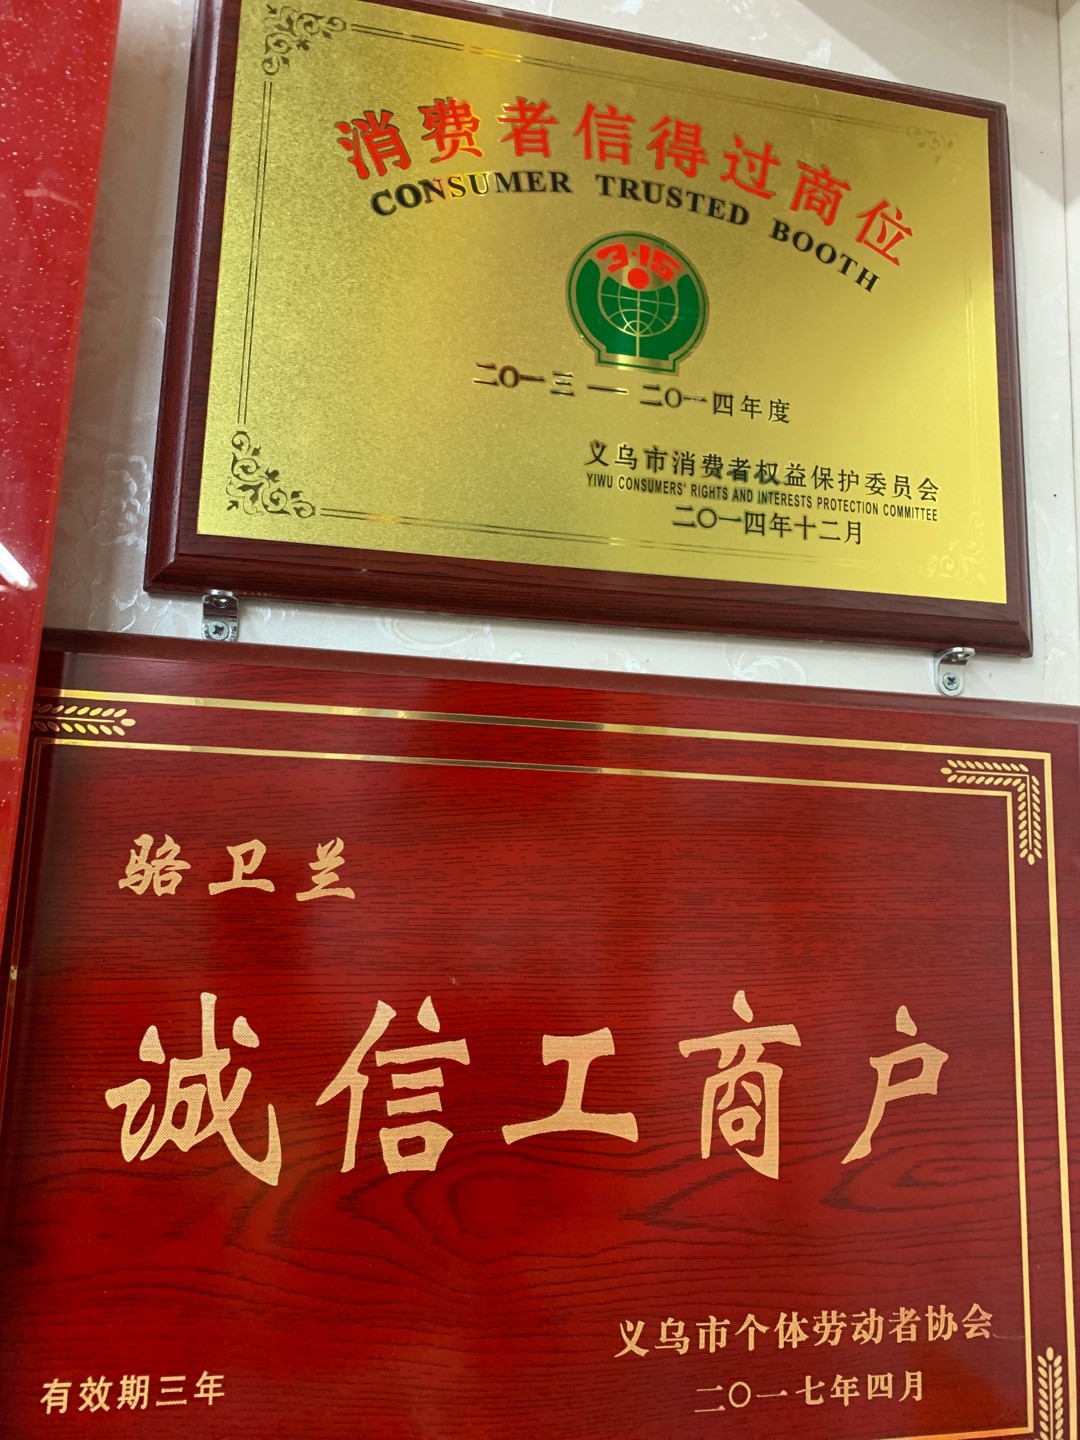 消费者信得过商位
CONSUMER TRUSTED BOOTH
3·15
二〇一三 — 二〇一四年度
义乌市消费者权益保护委员会
YIWU CONSUMERS' RIGHTS AND INTERESTS PROTECTION COMMITTEE
二〇一四年十二月
骆卫兰
诚信工商户
义乌市个体劳动者协会
有效期三年
二〇一七年四月